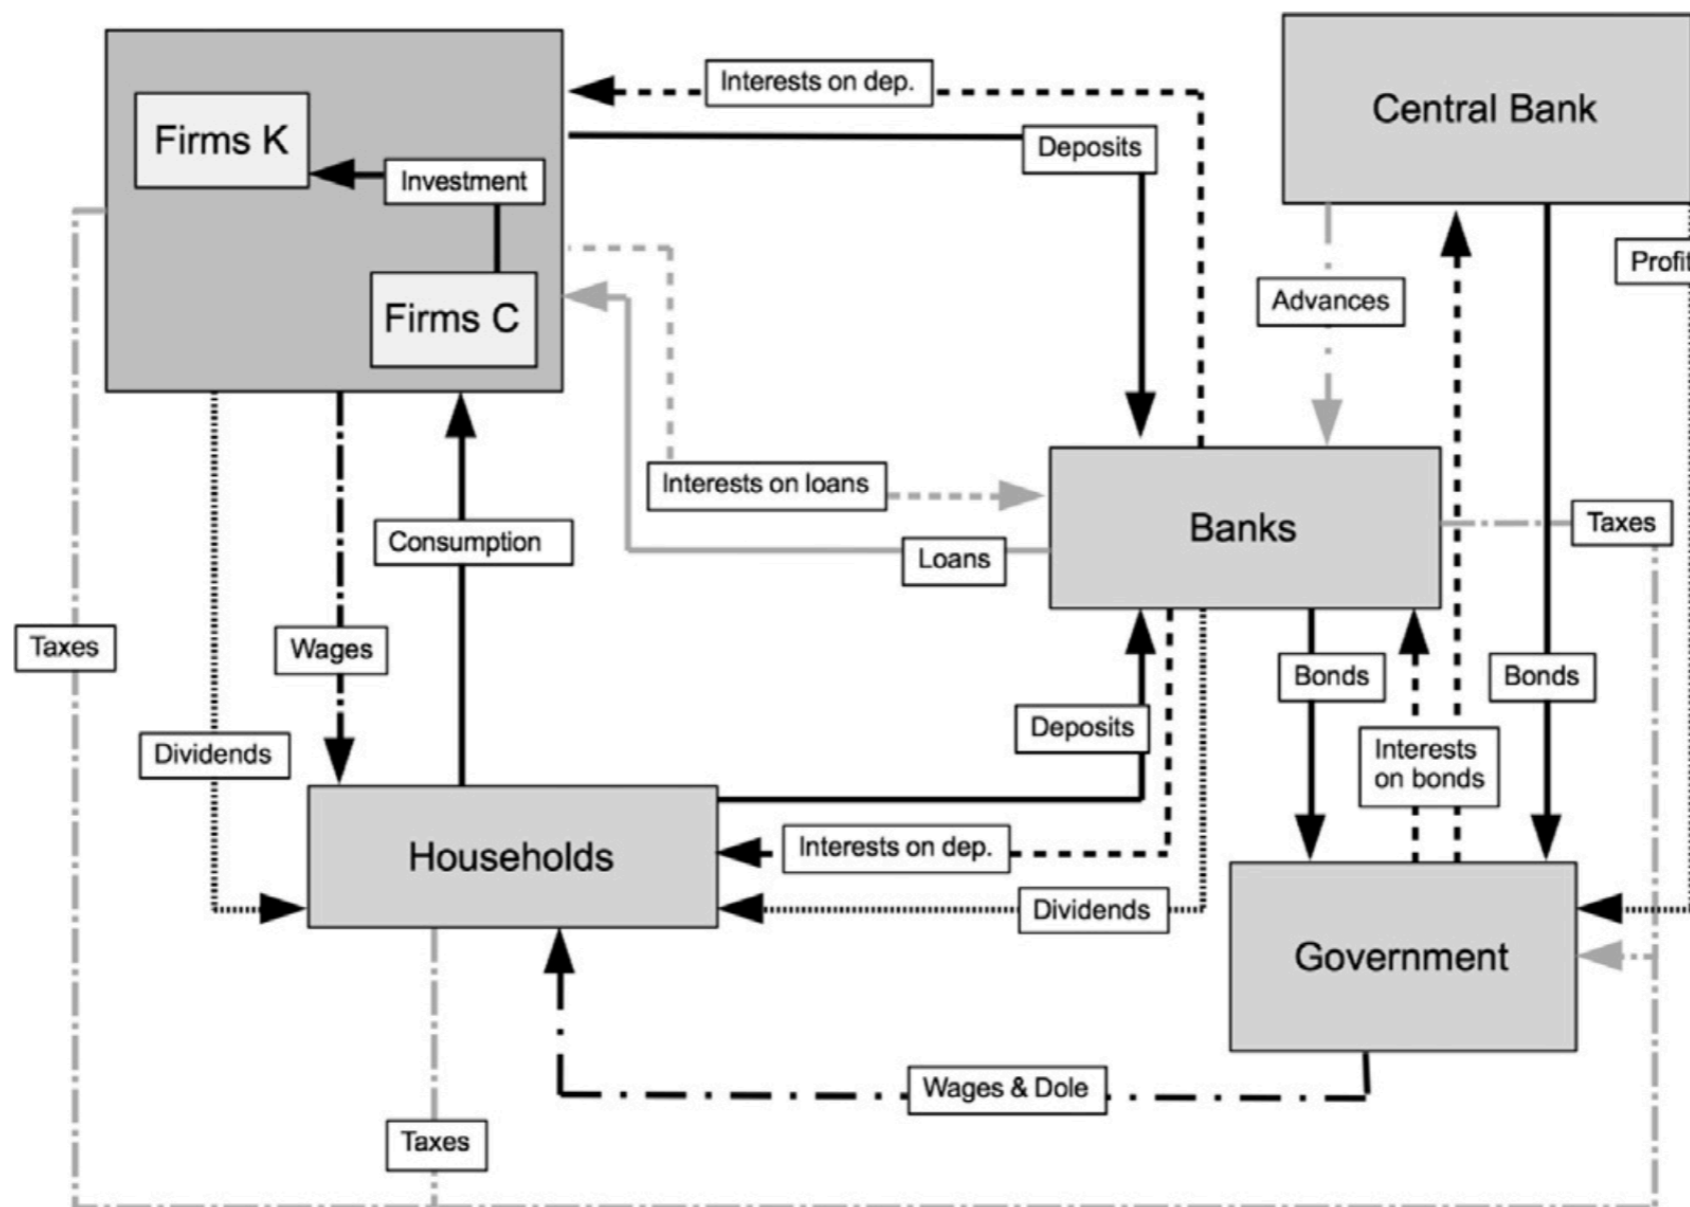 Interests on dep.
Central Bank
Firms K
Deposits
Investment
Profit
Advances
Firms C
Interests on loans
Banks
Taxes
Consumption
Loans
Taxes
Wages
Bonds
Bonds
Deposits
Dividends
Interests
on bonds
Households
Interests on dep.
Dividends
Government
Wages & Dole
Taxes